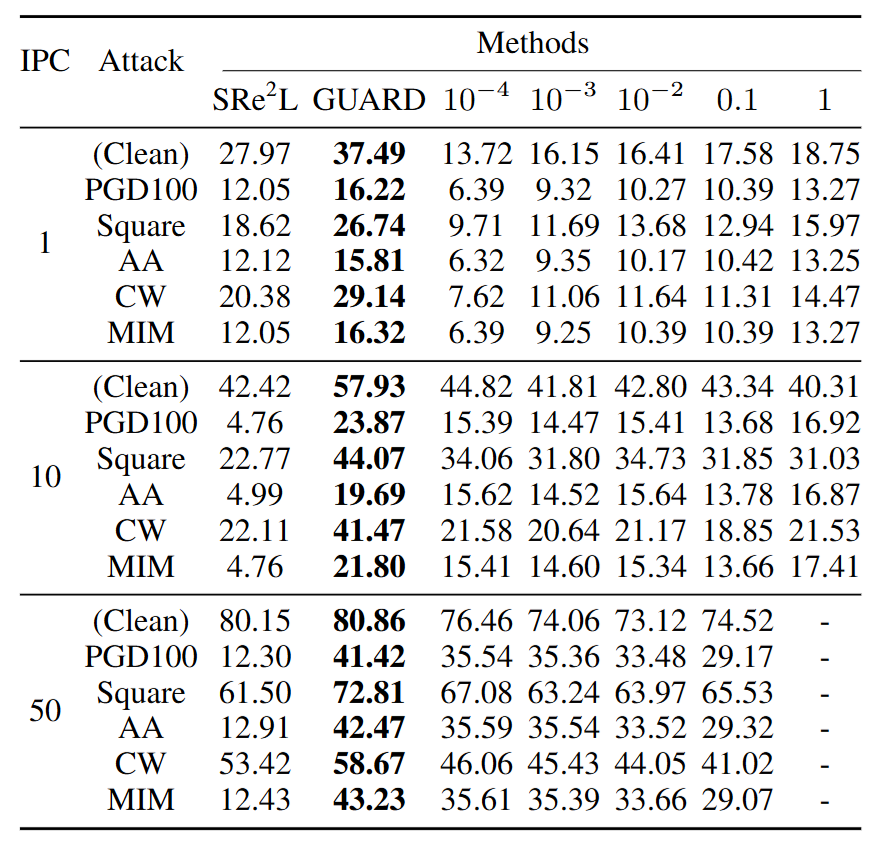 Methods
IPC Attack
SRe²L GUARD 10⁻⁴ 10⁻³ 10⁻² 0.1 1
(Clean) 27.97 37.49 13.72 16.15 16.41 17.58 18.75
PGD100 12.05 16.22 6.39 9.32 10.27 10.39 13.27
Square 18.62 26.74 9.71 11.69 13.68 12.94 15.97
1
AA 12.12 15.81 6.32 9.35 10.17 10.42 13.25
CW 20.38 29.14 7.62 11.06 11.64 11.31 14.47
MIM 12.05 16.32 6.39 9.25 10.39 10.39 13.27
(Clean) 42.42 57.93 44.82 41.81 42.80 43.34 40.31
PGD100 4.76 23.87 15.39 14.47 15.41 13.68 16.92
Square 22.77 44.07 34.06 31.80 34.73 31.85 31.03
10
AA 4.99 19.69 15.62 14.52 15.64 13.78 16.87
CW 22.11 41.47 21.58 20.64 21.17 18.85 21.53
MIM 4.76 21.80 15.41 14.60 15.34 13.66 17.41
(Clean) 80.15 80.86 76.46 74.06 73.12 74.52 -
PGD100 12.30 41.42 35.54 35.36 33.48 29.17 -
Square 61.50 72.81 67.08 63.24 63.97 65.53 -
50
AA 12.91 42.47 35.59 35.54 33.52 29.32 -
CW 53.42 58.67 46.06 45.43 44.05 41.02 -
MIM 12.43 43.23 35.61 35.39 33.66 29.07 -